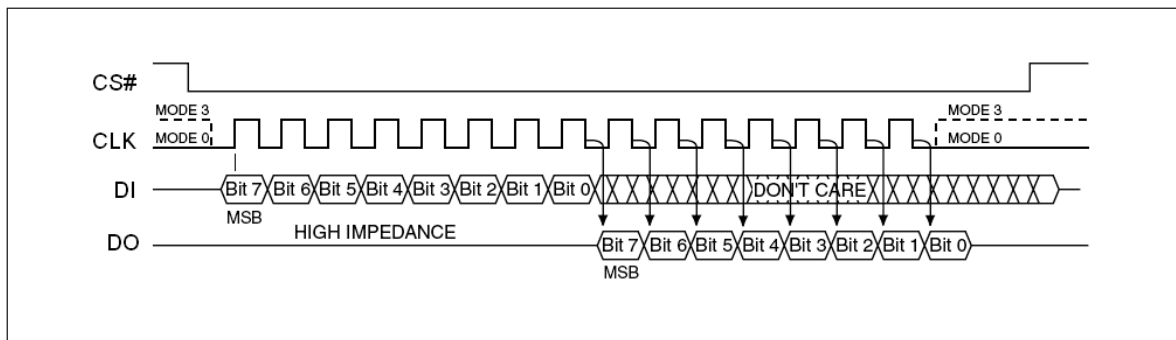 CS#
MODE 3
MODE 3
CLK
MODE 0
MODE 0
DI
Bit 7 Bit 6 Bit 5 Bit 4 Bit 3 Bit 2 Bit 1 Bit 0
DON'T CARE
MSB
HIGH IMPEDANCE
DO
Bit 7 Bit 6 Bit 5 Bit 4 Bit 3 Bit 2 Bit 1 Bit 0
MSB